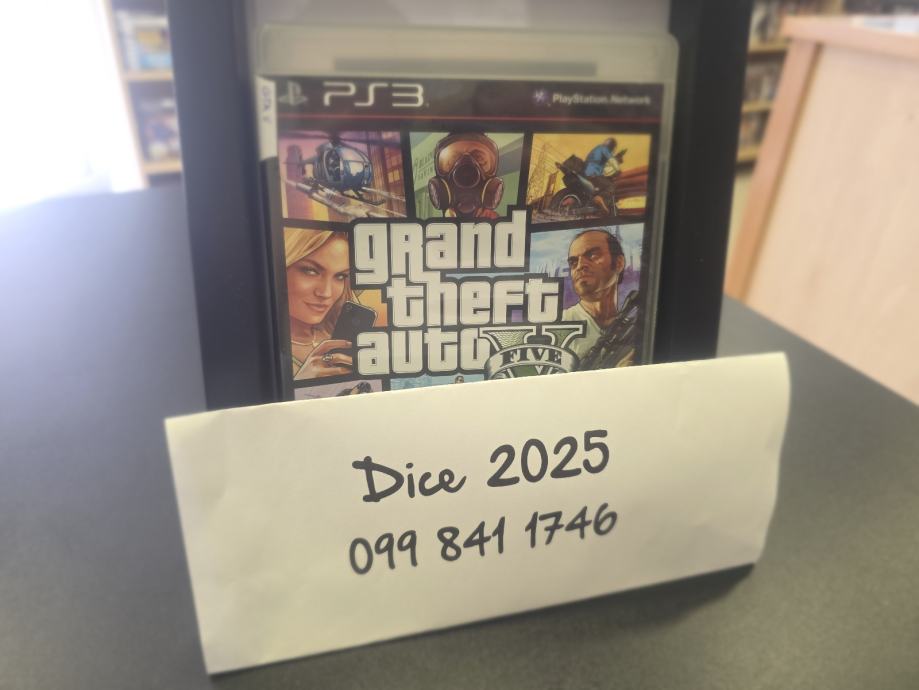 PS3
PlayStation Network
grand
theft
auto
V
FIVE
Dice 2025
099 841 1746